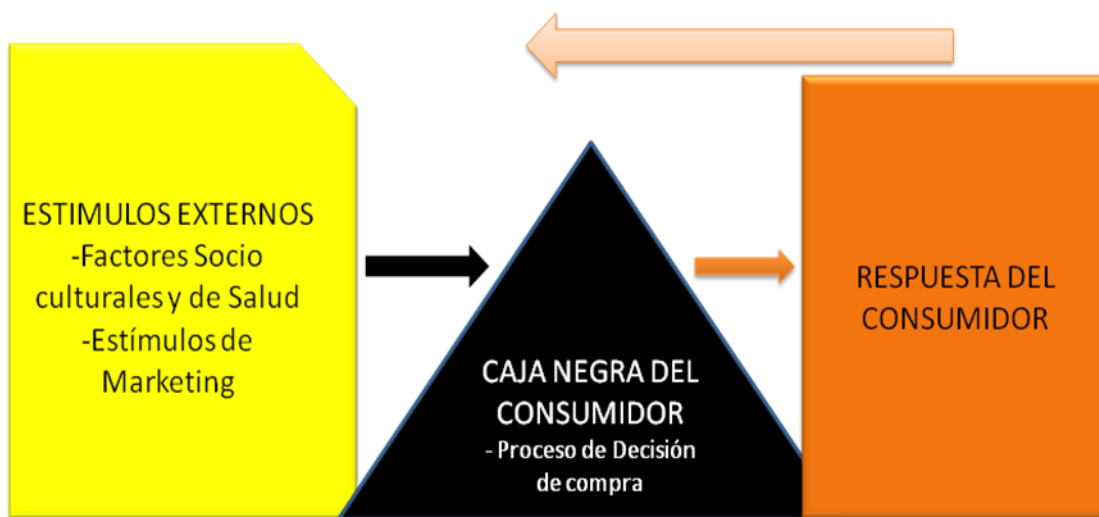 ESTIMULOS EXTERNOS
-Factores Socio
culturales y de Salud
-Estímulos de
Marketing
CAJA NEGRA DEL
CONSUMIDOR
- Proceso de Decisión
de compra
RESPUESTA DEL
CONSUMIDOR